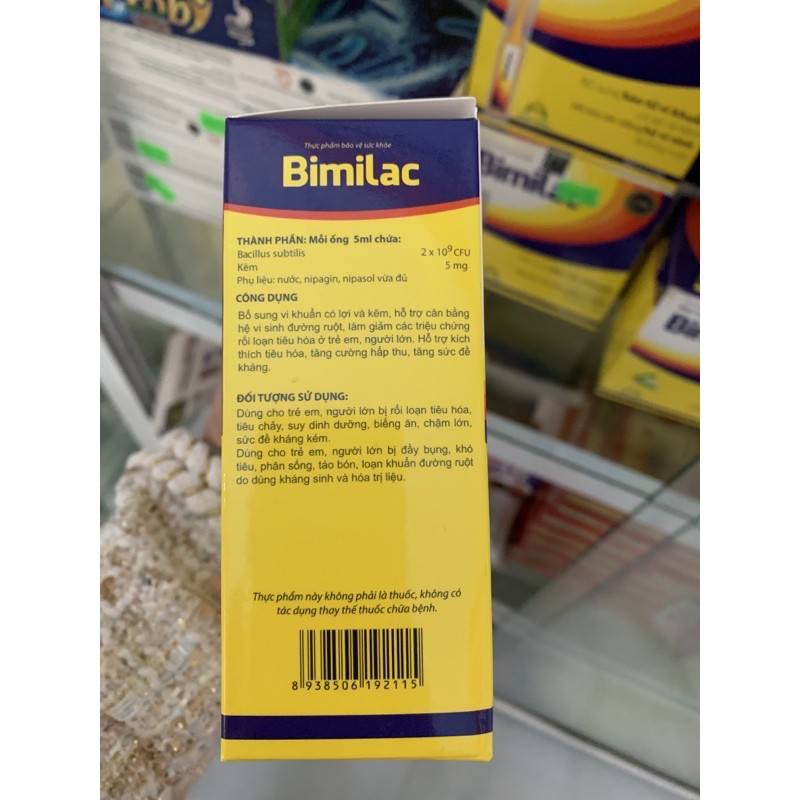 Thực phẩm bảo vệ sức khỏe
Bimilac
THÀNH PHẦN: Mỗi ống 5ml chứa:
Bacillus subtilis 2 x 10⁹ CFU
Kẽm 5 mg
Phụ liệu: nước, nipagin, nipasol vừa đủ
CÔNG DỤNG
Bổ sung vi khuẩn có lợi và kẽm, hỗ trợ cân bằng
hệ vi sinh đường ruột, làm giảm các triệu chứng
rối loạn tiêu hóa ở trẻ em, người lớn. Hỗ trợ kích
thích tiêu hóa, tăng cường hấp thu, tăng sức đề
kháng.
ĐỐI TƯỢNG SỬ DỤNG:
Dùng cho trẻ em, người lớn bị rối loạn tiêu hóa,
tiêu chảy, suy dinh dưỡng, biếng ăn, chậm lớn,
sức đề kháng kém.
Dùng cho trẻ em, người lớn bị đầy bụng, khó
tiêu, phân sống, táo bón, loạn khuẩn đường ruột
do dùng kháng sinh và hóa trị liệu.
Thực phẩm này không phải là thuốc, không có
tác dụng thay thế thuốc chữa bệnh.
8 938506 192115
Bimilac